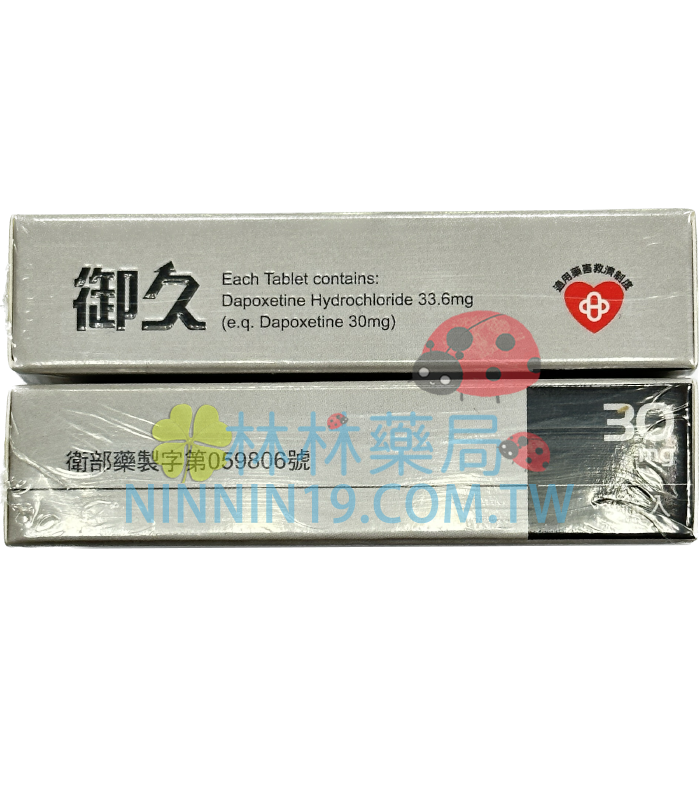 御久
Each Tablet contains:
Dapoxetine Hydrochloride 33.6mg
(e.q. Dapoxetine 30mg)
適用藥害救濟制度
30
mg
衛部藥製字第059806號
林林藥局
NINNIN19.COM.TW